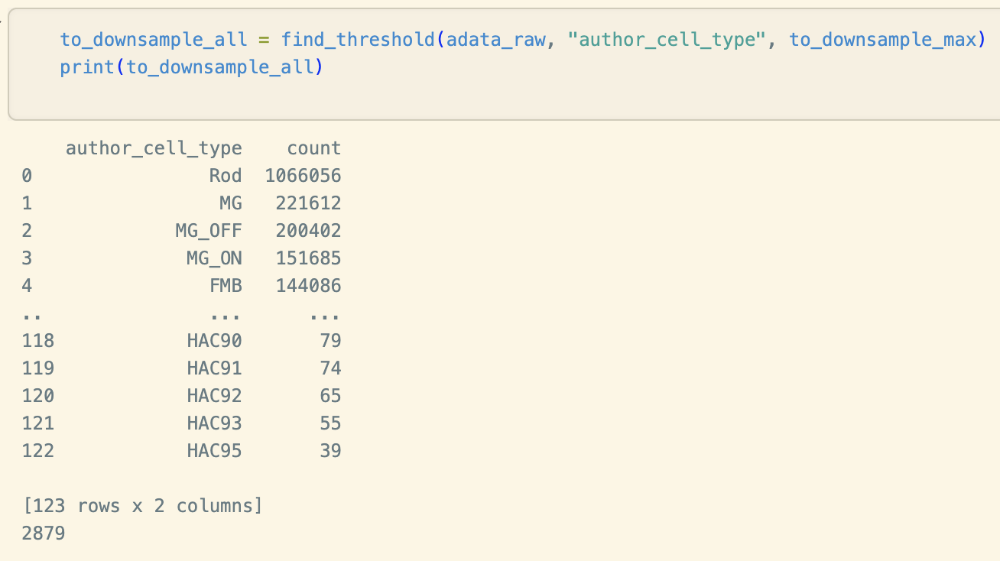 to_downsample_all = find_threshold(adata_raw, "author_cell_type", to_downsample_max)
print(to_downsample_all)
author_cell_type count
0 Rod 1066056
1 MG 221612
2 MG_OFF 200402
3 MG_ON 151685
4 FMB 144086
.. ... ...
118 HAC90 79
119 HAC91 74
120 HAC92 65
121 HAC93 55
122 HAC95 39
[123 rows x 2 columns]
2879